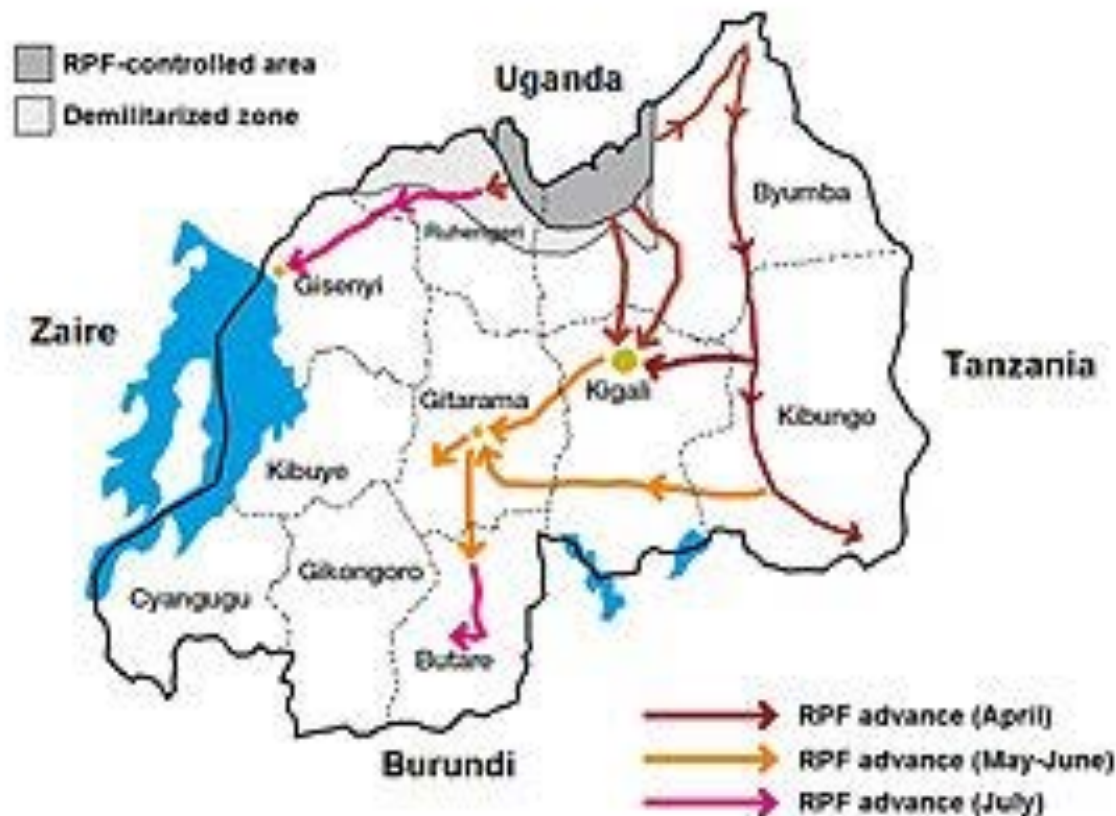 RPF-controlled area
Demilitarized zone
Uganda
Byumba
Ruhengeri
Gisenyi
Zaire
Tanzania
Kigali
Gitarama
Kibungo
Kibuye
Gikongoro
Cyangugu
Butare
Burundi
RPF advance (April)
RPF advance (May-June)
RPF advance (July)